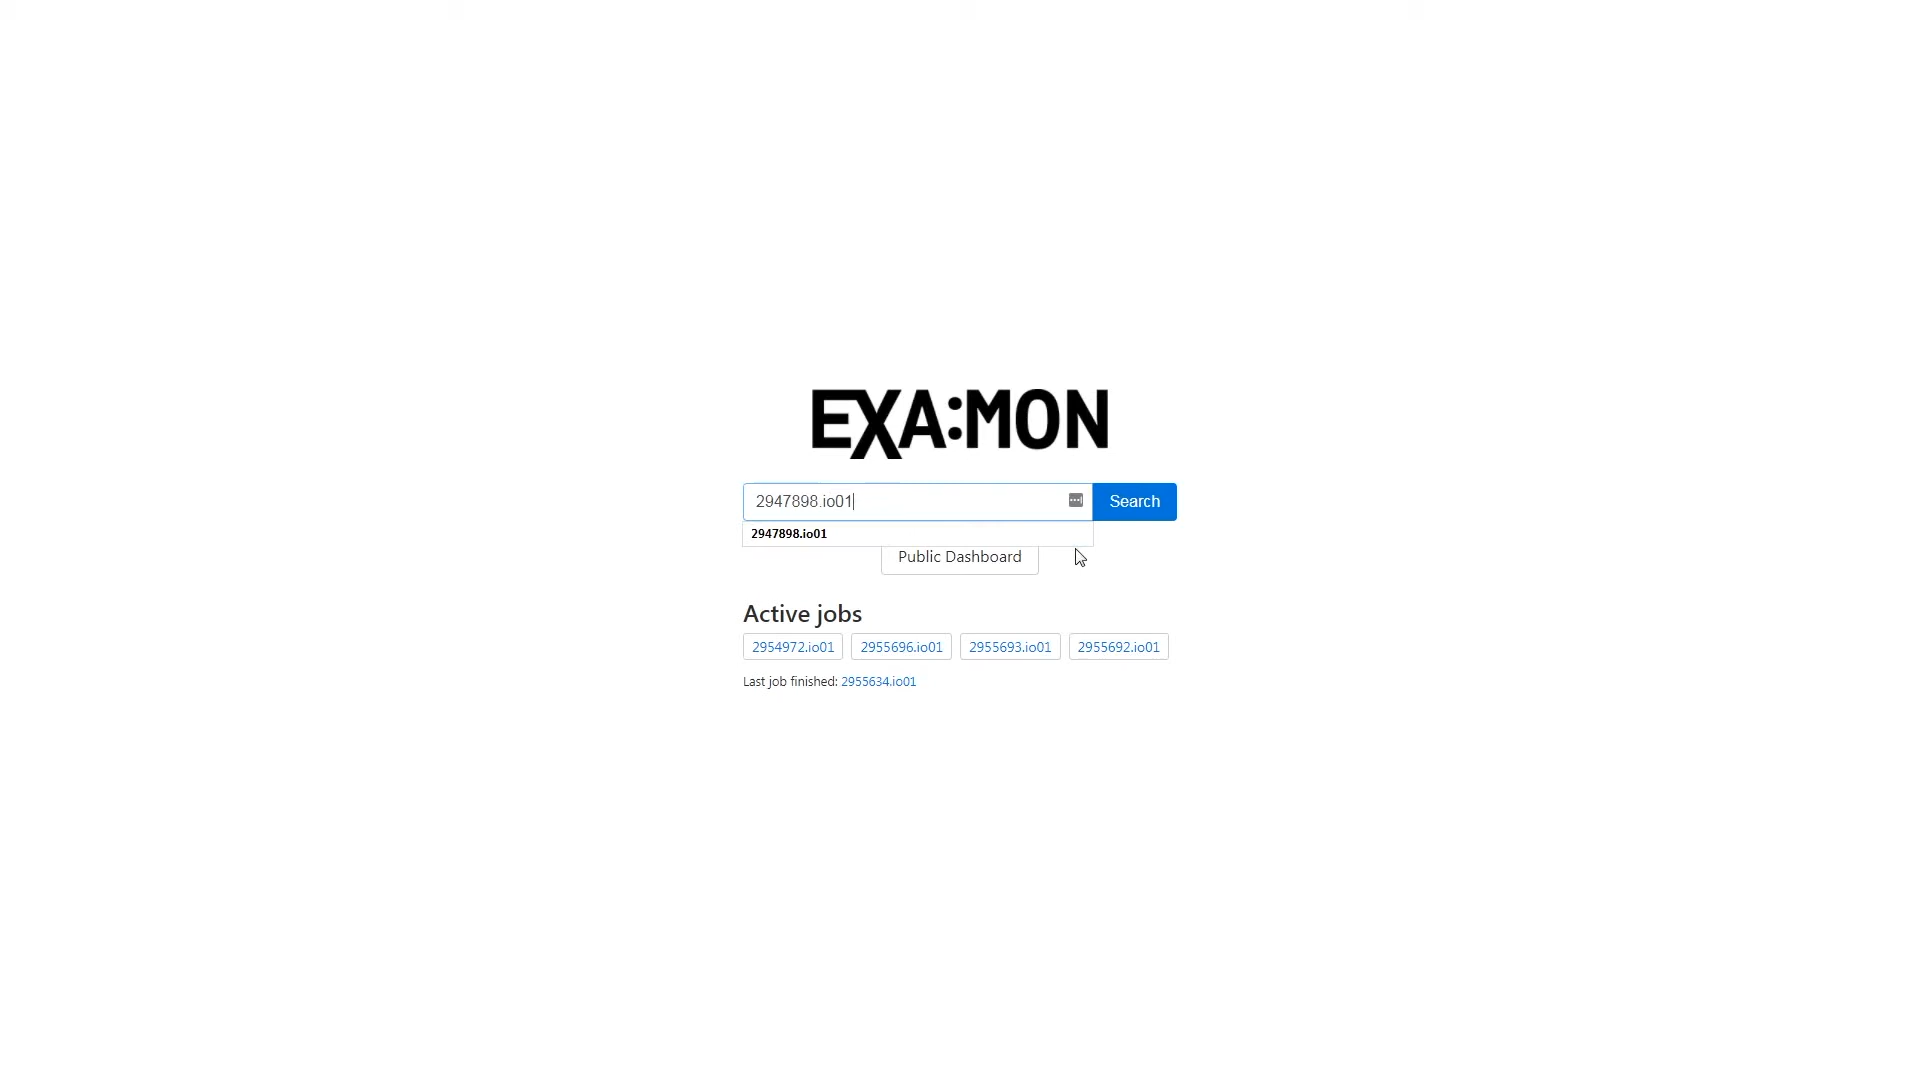 EXA:MON
2947898.io01
Search
2947898.io01
Public Dashboard
Active jobs
2954972.io01 2955696.io01 2955693.io01 2955692.io01
Last job finished: 2955634.io01